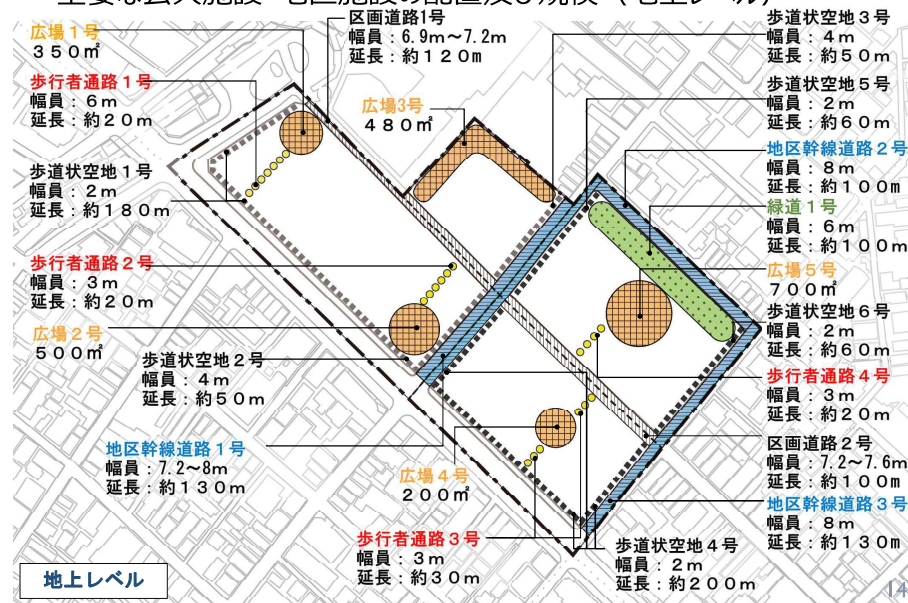 主要な公共施設・地区施設の配置及び規模（地上レベル）
広場１号
３５０㎡
歩行者通路１号
幅員：６ｍ
延長：約２０ｍ
歩道状空地１号
幅員：２ｍ
延長：約１８０ｍ
歩行者通路２号
幅員：３ｍ
延長：約２０ｍ
広場２号
５００㎡
歩道状空地２号
幅員：４ｍ
延長：約５０ｍ
地区幹線道路１号
幅員：7.2~８ｍ
延長：約１３０ｍ
区画道路1号
幅員：6.9ｍ～7.2ｍ
延長：約１２０ｍ
広場3号
４８０㎡
広場４号
２００㎡
歩行者通路３号
幅員：３ｍ
延長：約３０ｍ
歩道状空地３号
幅員：４ｍ
延長：約５０ｍ
歩道状空地５号
幅員：２ｍ
延長：約６０ｍ
地区幹線道路２号
幅員：８ｍ
延長：約１００ｍ
緑道１号
幅員：６ｍ
延長：約１００ｍ
広場５号
７００㎡
歩道状空地６号
幅員：２ｍ
延長：約６０ｍ
歩行者通路４号
幅員：３ｍ
延長：約２０ｍ
区画道路２号
幅員：7.2~7.6ｍ
延長：約１００ｍ
地区幹線道路３号
幅員：８ｍ
延長：約１３０ｍ
歩道状空地４号
幅員：２ｍ
延長：約２００ｍ
地上レベル
14